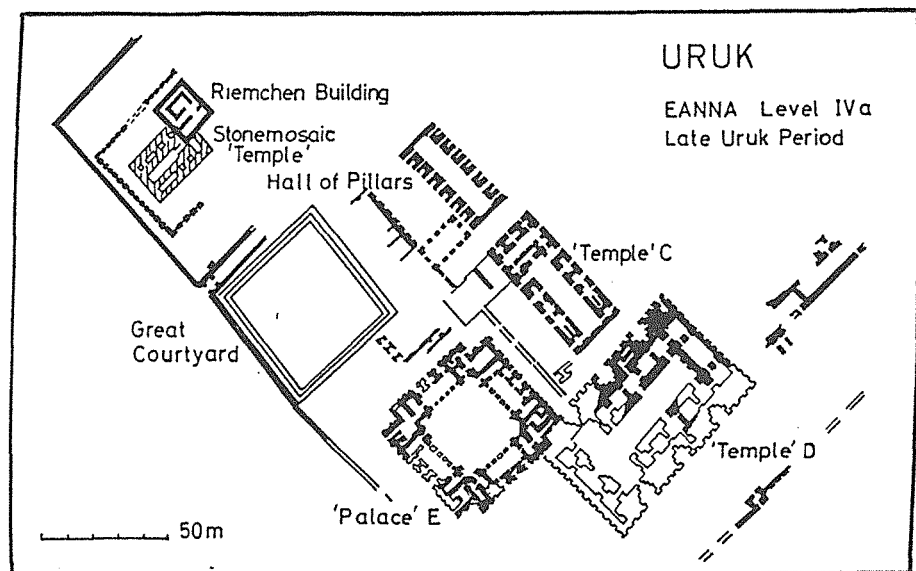 URUK
EANNA Level IVa
Late Uruk Period
Riemchen Building
Stonemosaic
'Temple'
Hall of Pillars
'Temple' C
Great
Courtyard
'Temple' D
'Palace' E
50m